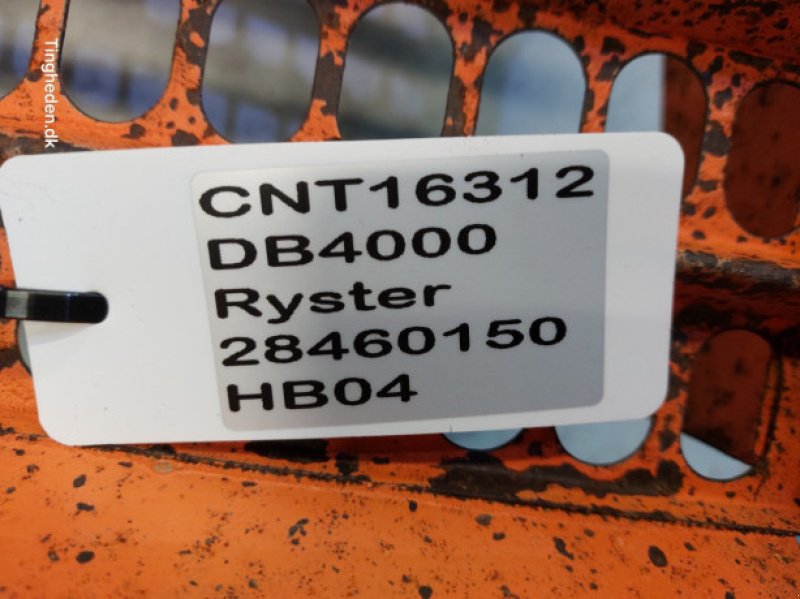 Tingheden.dk
CNT16312
DB4000
Ryster
28460150
HB04